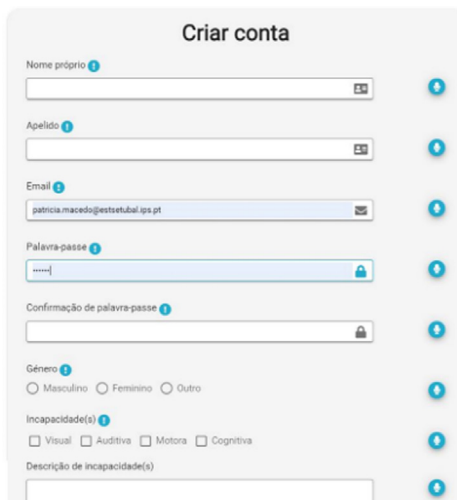 Criar conta
Nome próprio
Apelido
Email
patricia.macedo@estsetubal.ips.pt
Palavra-passe
••••••
Confirmação de palavra-passe
Género
Masculino Feminino Outro
Incapacidade(s)
Visual Auditiva Motora Cognitiva
Descrição de incapacidade(s)